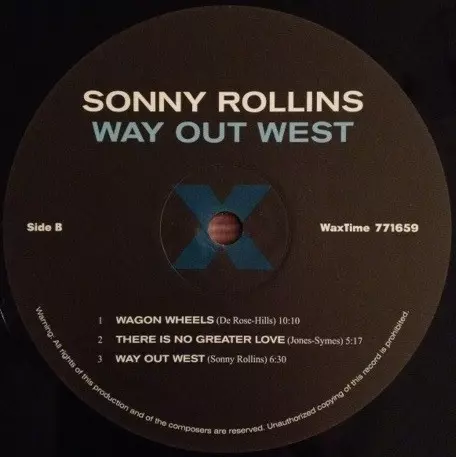 SONNY ROLLINS
WAY OUT WEST
X
Side B
WaxTime 771659
1 WAGON WHEELS (De Rose-Hills) 10:10
2 THERE IS NO GREATER LOVE (Jones-Symes) 5:17
3 WAY OUT WEST (Sonny Rollins) 6:30
Warning: All rights of this production and of the composers are reserved. Unauthorized copying of this record is prohibited.